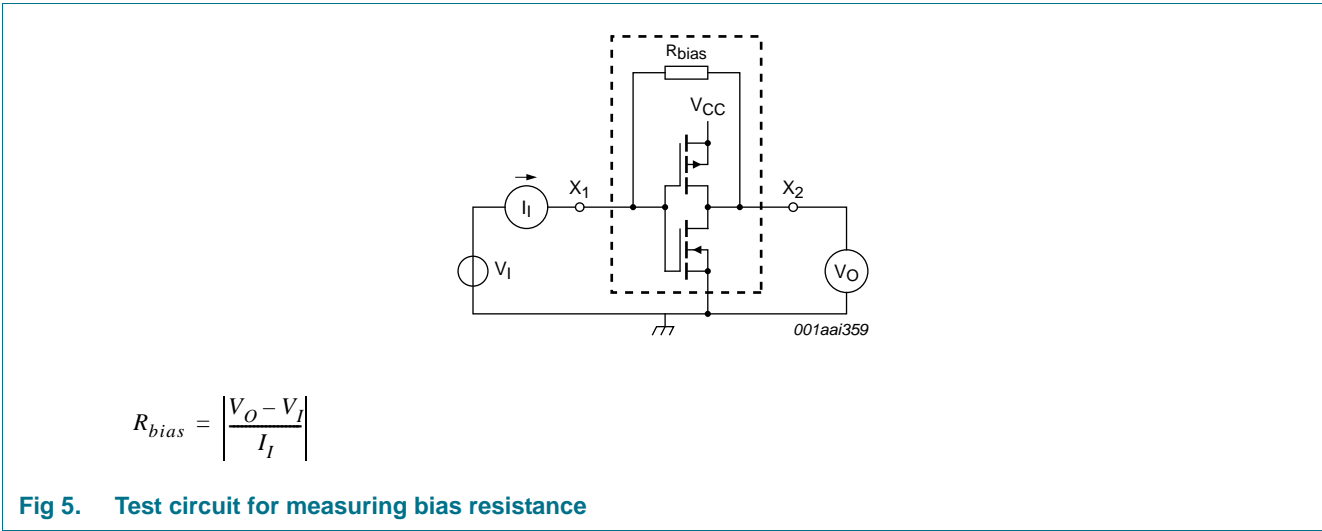 Rbias
VCC
X1
X2
II
VI
VO
001aai359
Rbias = |VO – VI / II|
Fig 5. Test circuit for measuring bias resistance